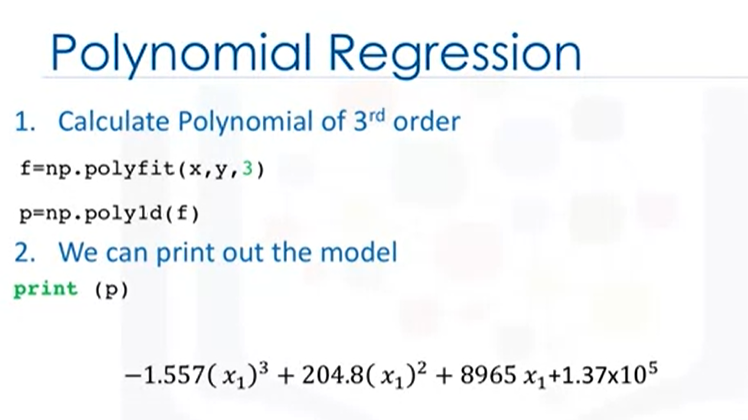 Polynomial Regression
1. Calculate Polynomial of 3rd order
f=np.polyfit(x,y,3)
p=np.poly1d(f)
2. We can print out the model
print (p)
−1.557( x₁)³ + 204.8( x₁)² + 8965 x₁+1.37x10⁵